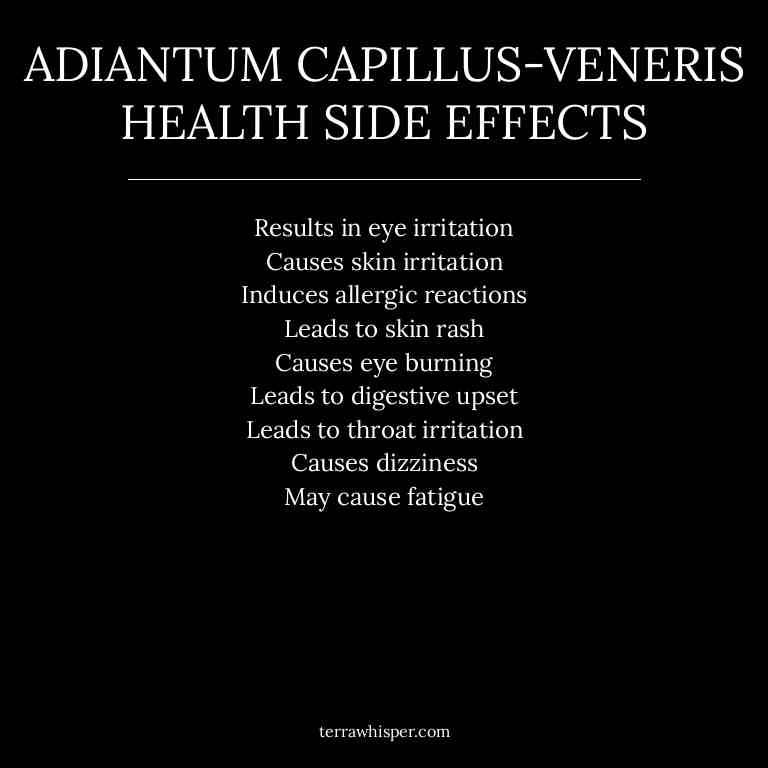 ADIANTUM CAPILLUS-VENERIS
HEALTH SIDE EFFECTS
Results in eye irritation
Causes skin irritation
Induces allergic reactions
Leads to skin rash
Causes eye burning
Leads to digestive upset
Leads to throat irritation
Causes dizziness
May cause fatigue
terrawhisper.com